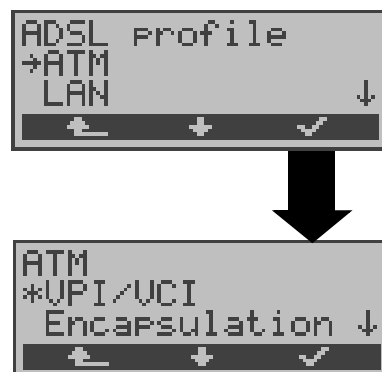 ADSL profile
→ATM
LAN ↓
ATM
*VPI/VCI
Encapsulation ↓